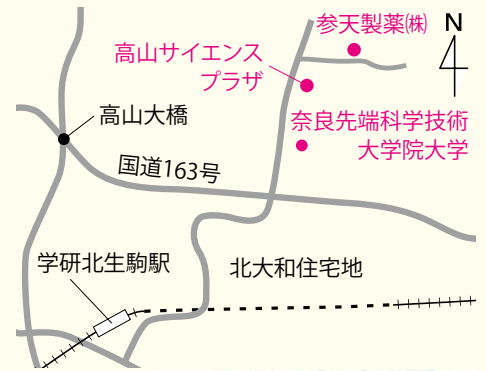 参天製薬㈱
N
高山サイエンス
プラザ
高山大橋
奈良先端科学技術
大学院大学
国道163号
学研北生駒駅
北大和住宅地